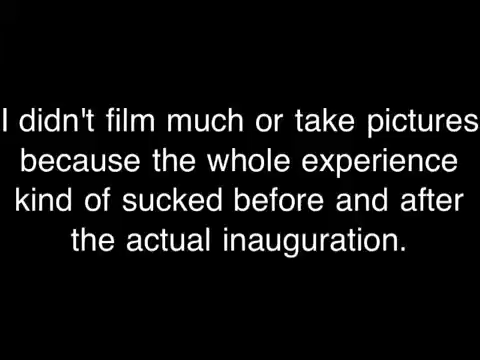 I didn't film much or take pictures
because the whole experience
kind of sucked before and after
the actual inauguration.